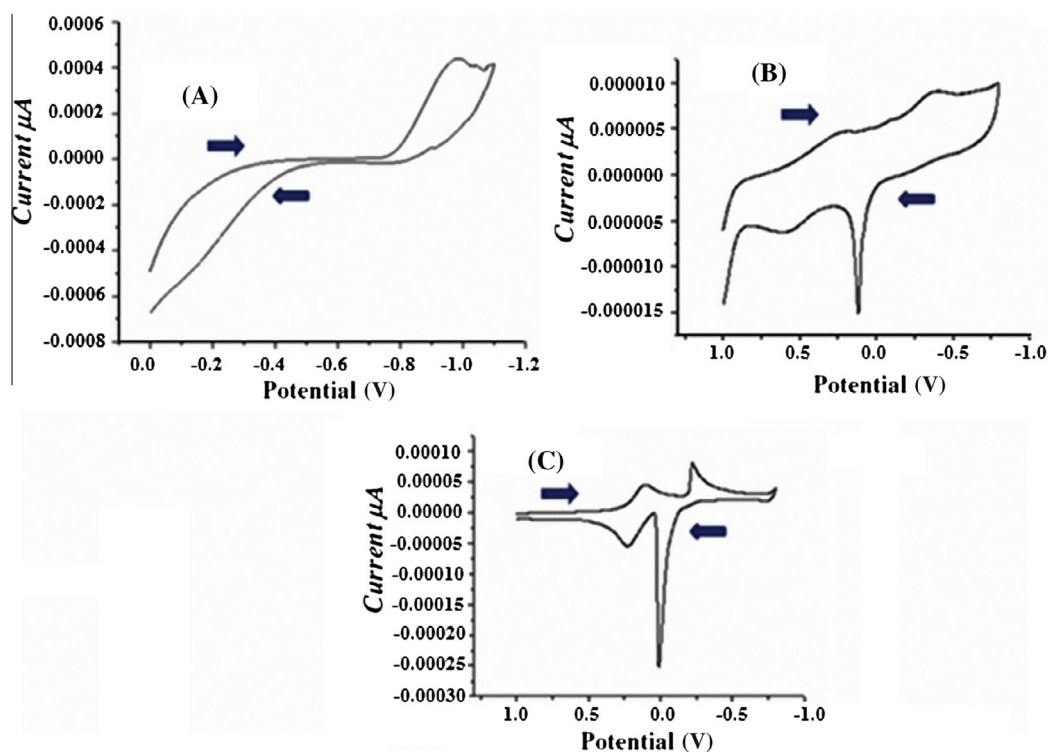 (A)
Current μA
0.0006
0.0004
0.0002
0.0000
-0.0002
-0.0004
-0.0006
-0.0008
0.0 -0.2 -0.4 -0.6 -0.8 -1.0 -1.2
Potential (V)
(B)
Current μA
0.000010
0.000005
0.000000
0.000005
-0.000010
-0.000015
1.0 0.5 0.0 -0.5 -1.0
Potential (V)
(C)
Current μA
0.00010
0.00005
0.00000
-0.00005
-0.00010
-0.00015
-0.00020
-0.00025
-0.00030
1.0 0.5 0.0 -0.5 -1.0
Potential (V)